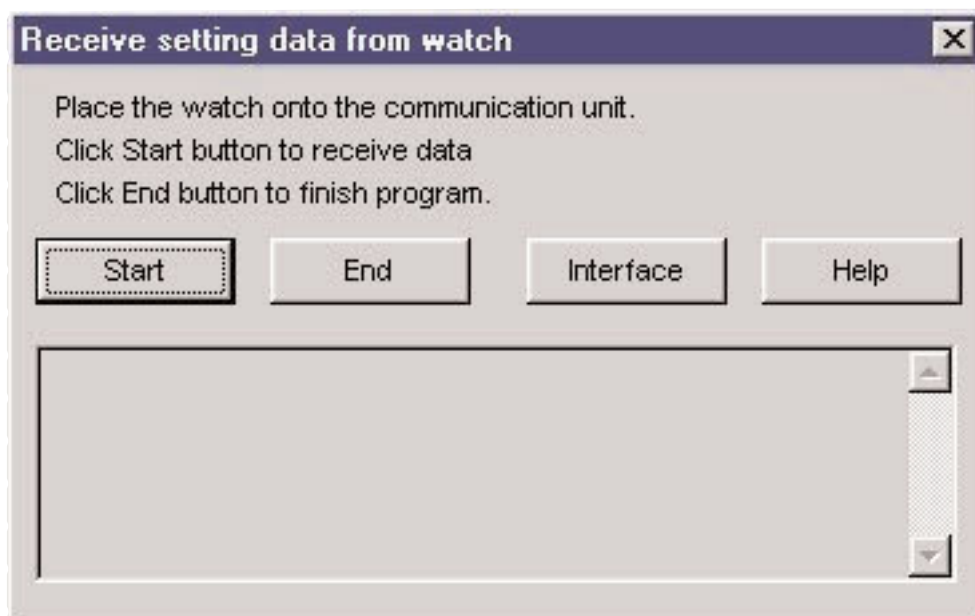 Receive setting data from watch
Place the watch onto the communication unit.
Click Start button to receive data
Click End button to finish program.
Start End Interface Help